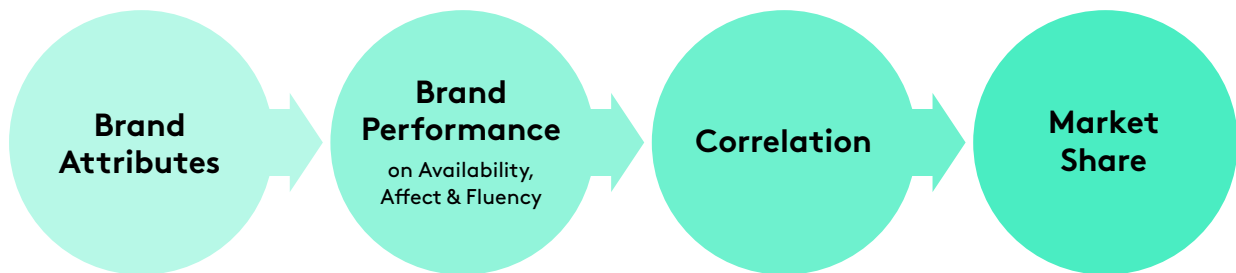 Brand
Attributes
Brand
Performance
on Availability,
Affect & Fluency
Correlation
Market
Share